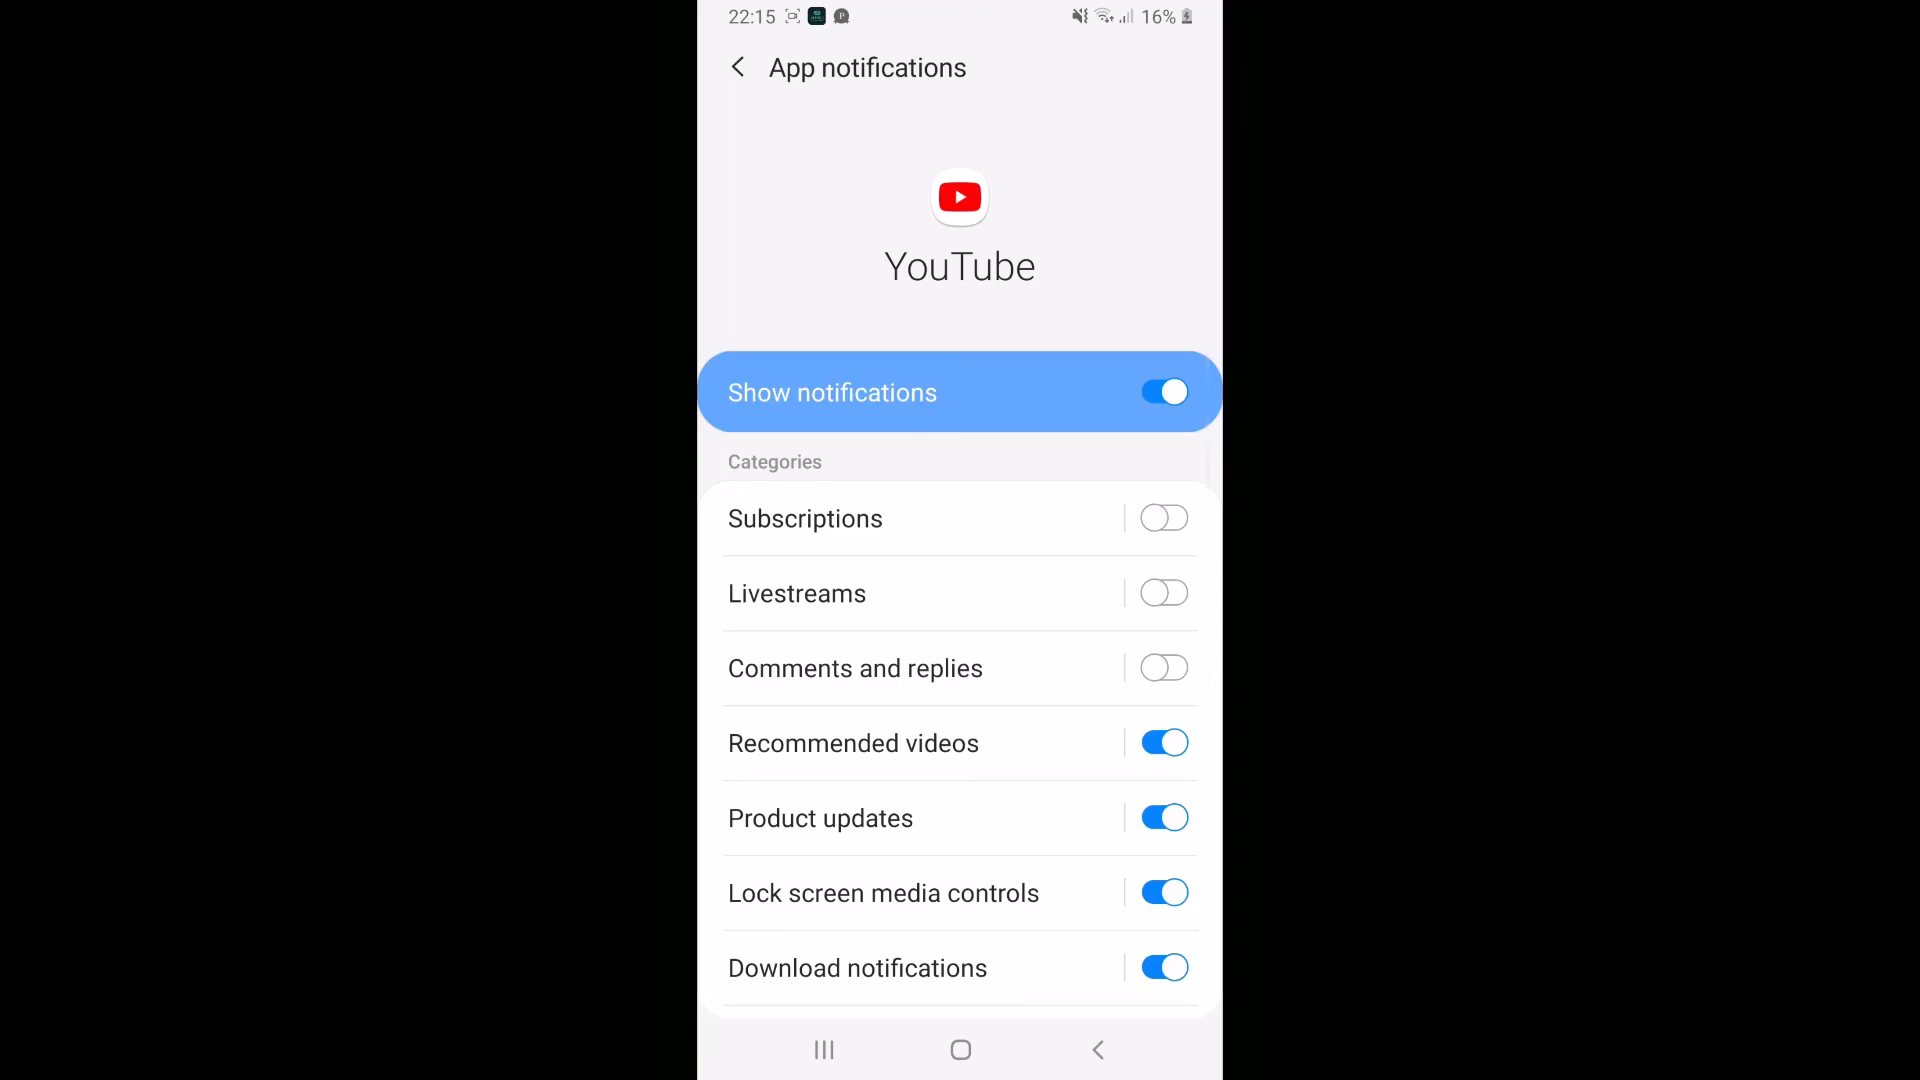 22:15
16%
App notifications
YouTube
Show notifications
Categories
Subscriptions
Livestreams
Comments and replies
Recommended videos
Product updates
Lock screen media controls
Download notifications